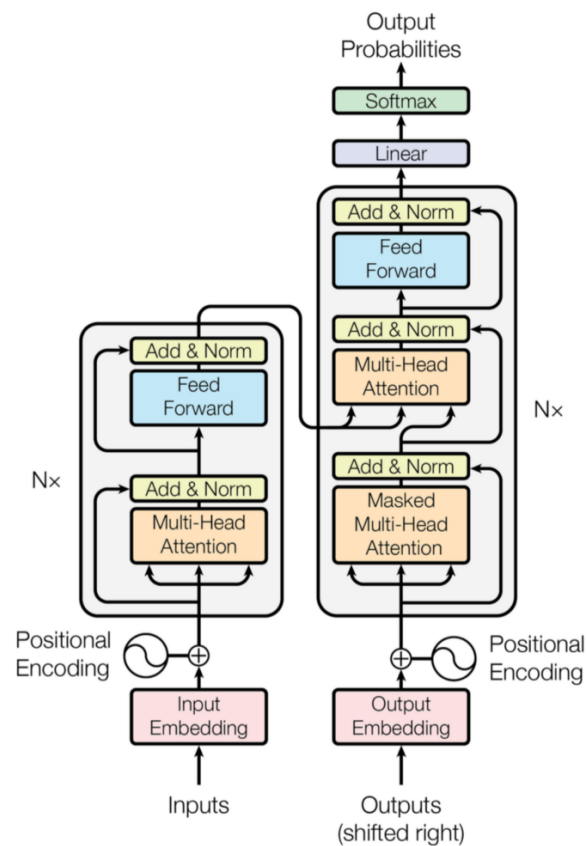 Output
Probabilities
Softmax
Linear
Add & Norm
Feed
Forward
Add & Norm
Multi-Head
Attention
Add & Norm
Masked
Multi-Head
Attention
N×
Add & Norm
Feed
Forward
Add & Norm
Multi-Head
Attention
N×
Positional
Encoding
Positional
Encoding
Input
Embedding
Output
Embedding
Inputs
Outputs
(shifted right)